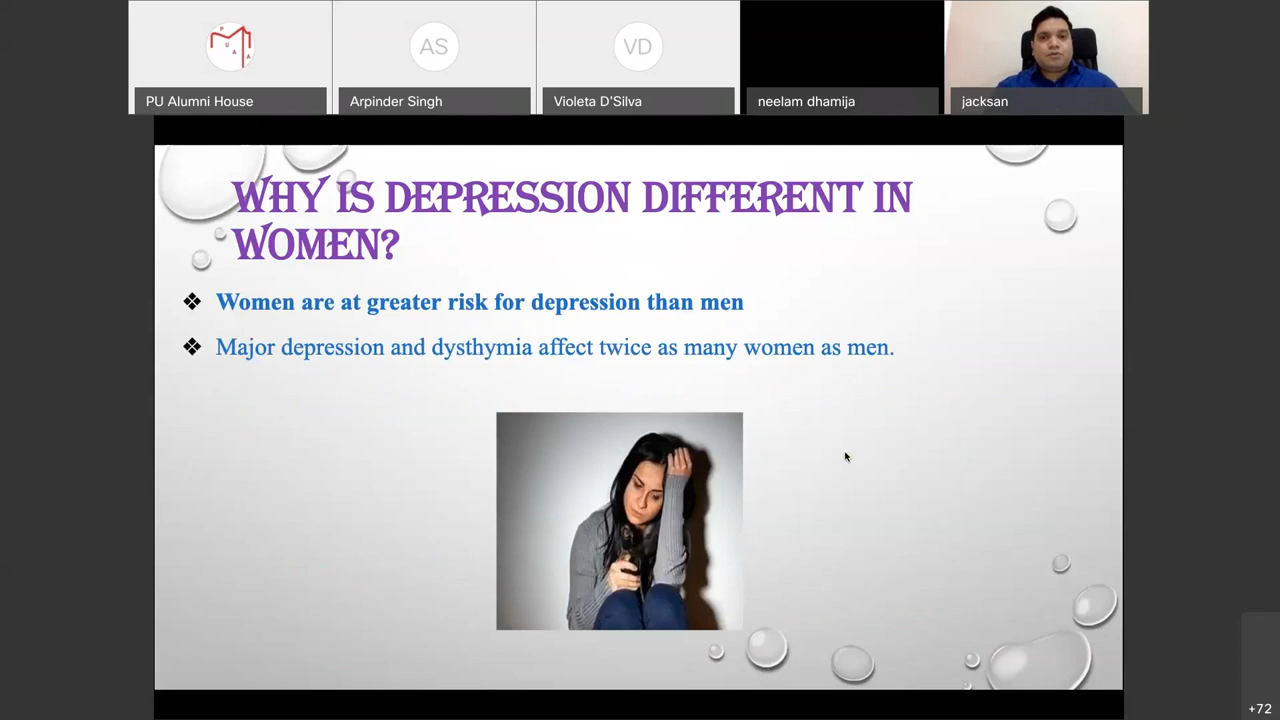 P
U
A
A
AS
VD
PU Alumni House
Arpinder Singh
Violeta D'Silva
neelam dhamija
jacksan
WHY IS DEPRESSION DIFFERENT IN
WOMEN?
❖ Women are at greater risk for depression than men
❖ Major depression and dysthymia affect twice as many women as men.
+72